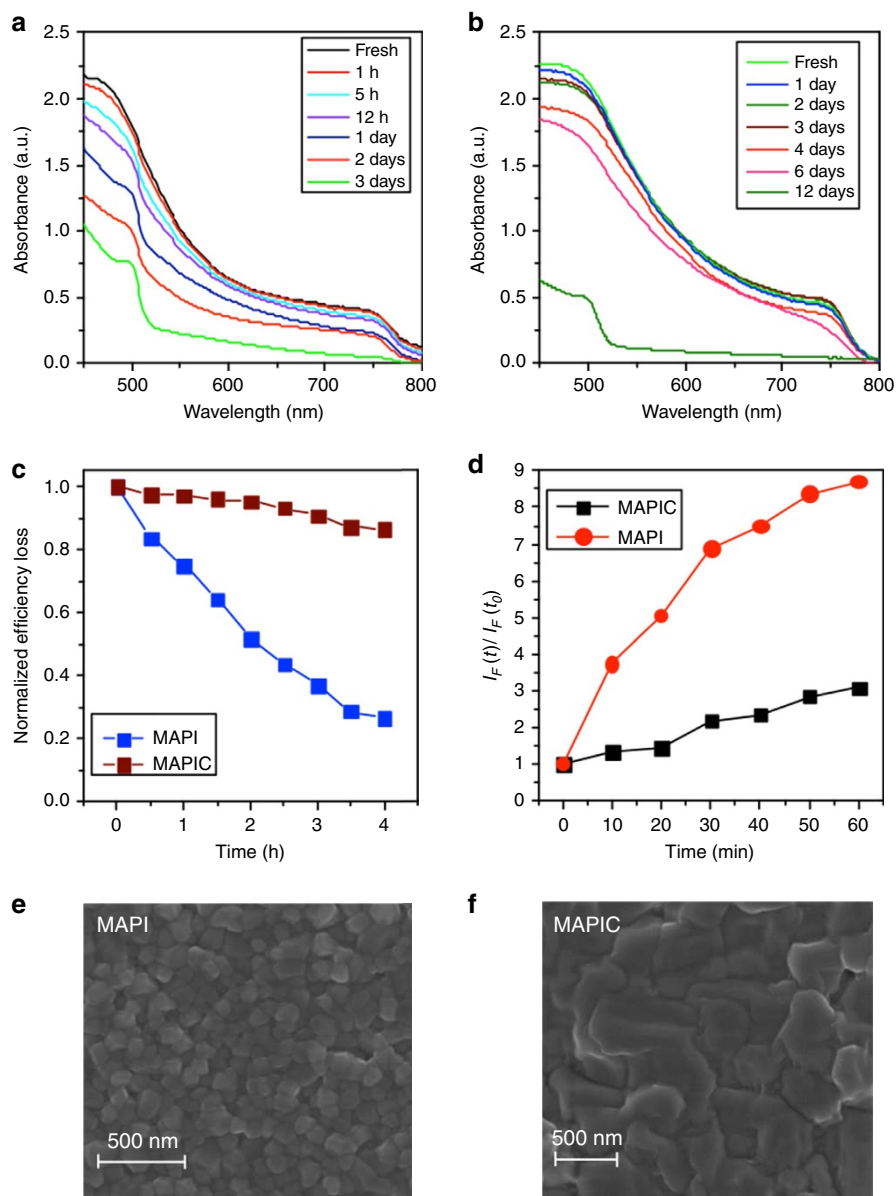 a
2.5
2.0
1.5
1.0
0.5
0.0
Absorbance (a.u.)
500
600
700
800
Wavelength (nm)
Fresh
1 h
5 h
12 h
1 day
2 days
3 days
b
2.5
2.0
1.5
1.0
0.5
0.0
Absorbance (a.u.)
500
600
700
800
Wavelength (nm)
Fresh
1 day
2 days
3 days
4 days
6 days
12 days
c
1.0
0.8
0.6
0.4
0.2
0.0
Normalized efficiency loss
0
1
2
3
4
Time (h)
MAPI
MAPIC
d
9
8
7
6
5
4
3
2
1
0
I_F (t)/ I_F (t_0)
0
10
20
30
40
50
60
Time (min)
MAPIC
MAPI
e
MAPI
500 nm
f
MAPIC
500 nm